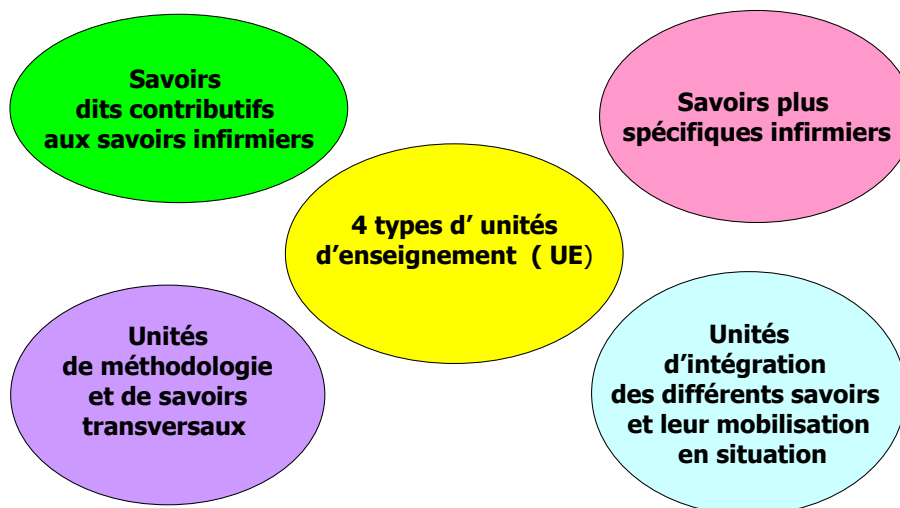 Savoirs
dits contributifs
aux savoirs infirmiers
Savoirs plus
spécifiques infirmiers
4 types d’ unités
d’enseignement ( UE)
Unités
de méthodologie
et de savoirs
transversaux
Unités
d’intégration
des différents savoirs
et leur mobilisation
en situation